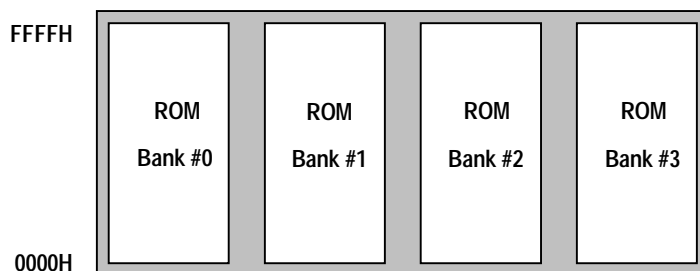 FFFFH
ROM ROM ROM ROM
Bank #0 Bank #1 Bank #2 Bank #3
0000H